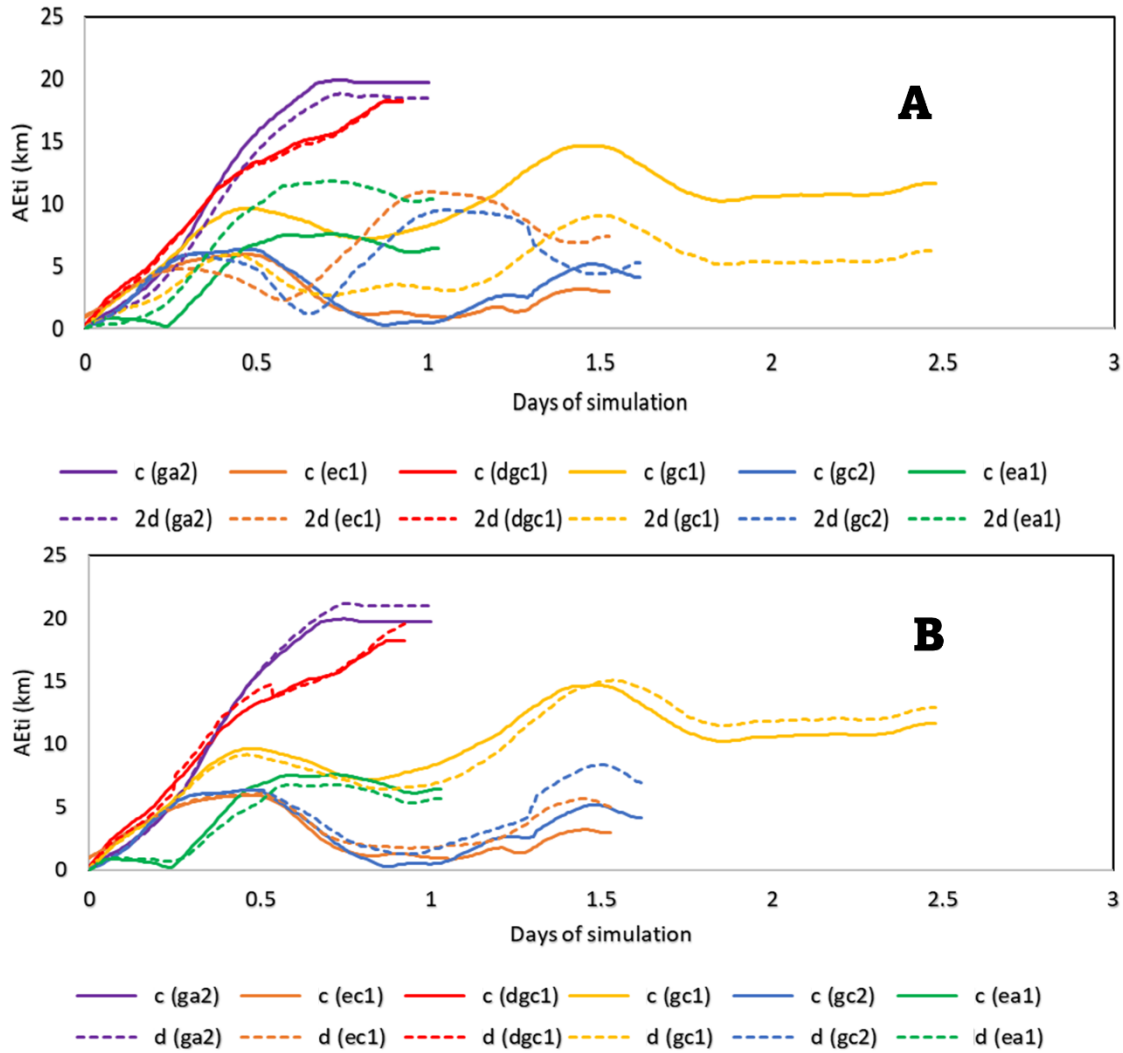 25
20
15
10
5
0
AEti (km)
A
0 0.5 1 1.5 2 2.5 3
Days of simulation
c (ga2) c (ec1) c (dgc1) c (gc1) c (gc2) c (ea1)
2d (ga2) 2d (ec1) 2d (dgc1) 2d (gc1) 2d (gc2) 2d (ea1)
25
20
15
10
5
0
AEti (km)
B
0 0.5 1 1.5 2 2.5 3
Days of simulation
c (ga2) c (ec1) c (dgc1) c (gc1) c (gc2) c (ea1)
d (ga2) d (ec1) d (dgc1) d (gc1) d (gc2) d (ea1)